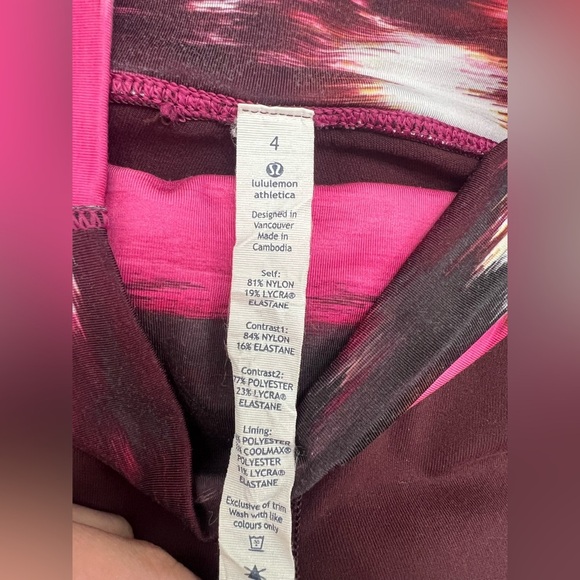 4
lululemon
athletica
Designed in
Vancouver
Made in
Cambodia
Self:
81% NYLON
19% LYCRA®
ELASTANE
Contrast1:
84% NYLON
16% ELASTANE
Contrast2:
7% POLYESTER
23% LYCRA®
ELASTANE
Lining:
POLYESTER
COOLMAX®
POLYESTER
LYCRA®
ELASTANE
Exclusive of trim
Wash with like
colours only